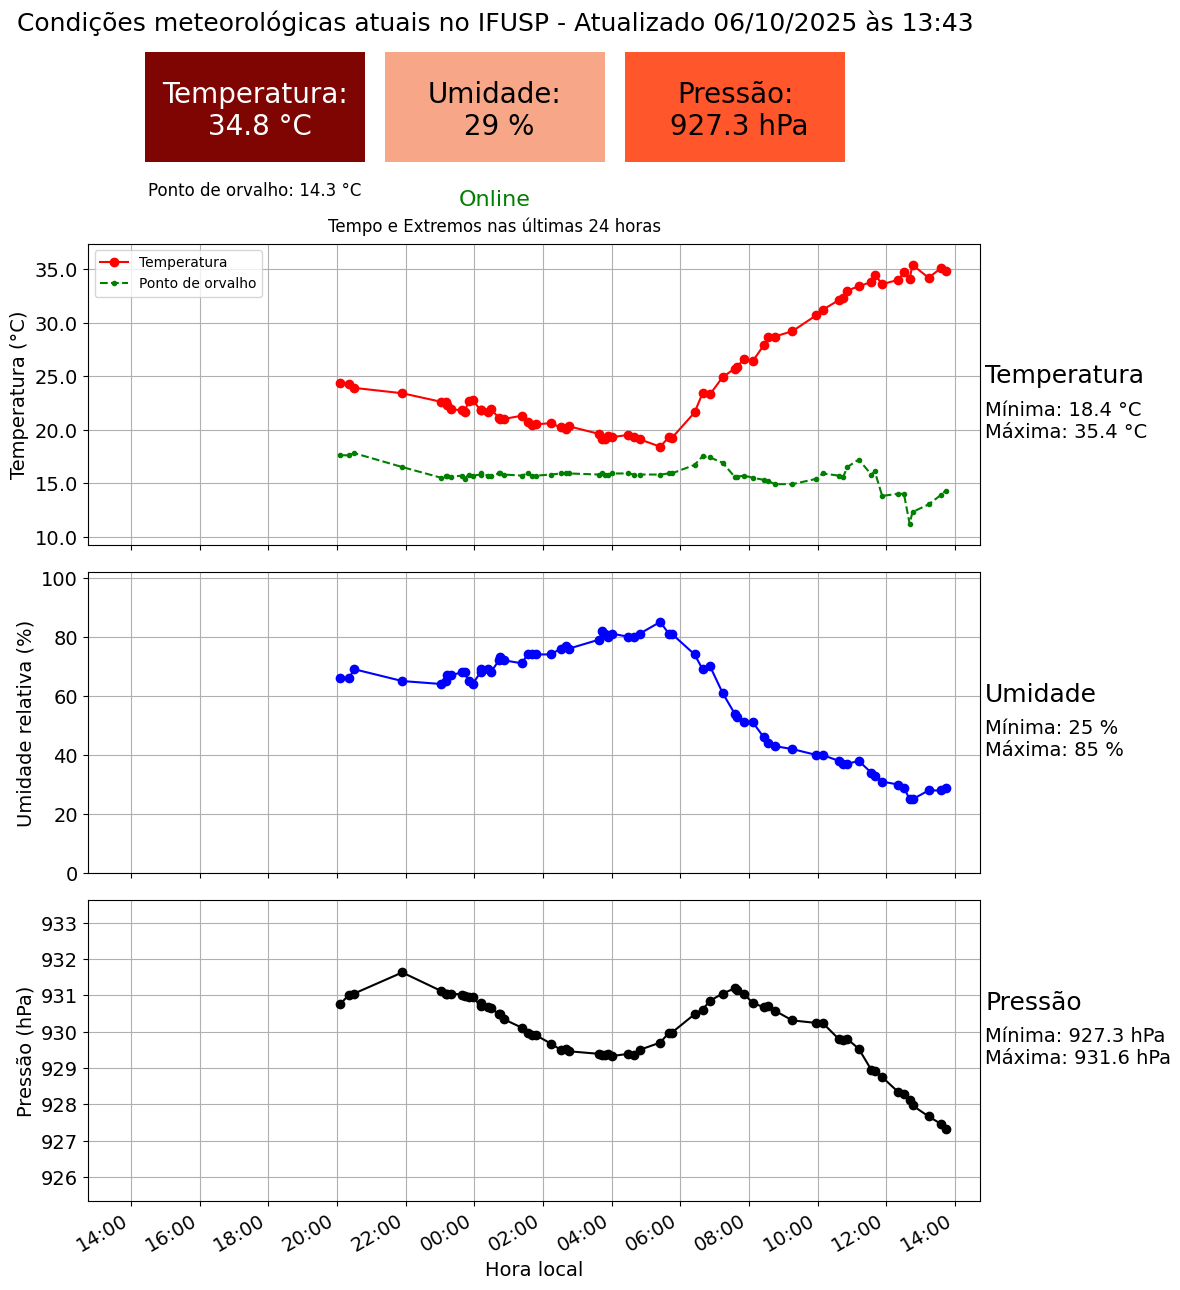 Condições meteorológicas atuais no IFUSP - Atualizado 06/10/2025 às 13:43
Temperatura:
34.8 °C
Umidade:
29 %
Pressão:
927.3 hPa
Ponto de orvalho: 14.3 °C
Online
Tempo e Extremos nas últimas 24 horas
Temperatura
Ponto de orvalho
Temperatura (°C)
35.0
30.0
25.0
20.0
15.0
10.0
Temperatura
Mínima: 18.4 °C
Máxima: 35.4 °C
Umidade relativa (%)
100
80
60
40
20
0
Umidade
Mínima: 25 %
Máxima: 85 %
Pressão (hPa)
933
932
931
930
929
928
927
926
Pressão
Mínima: 927.3 hPa
Máxima: 931.6 hPa
14:00
16:00
18:00
20:00
22:00
00:00
02:00
04:00
06:00
08:00
10:00
12:00
14:00
Hora local